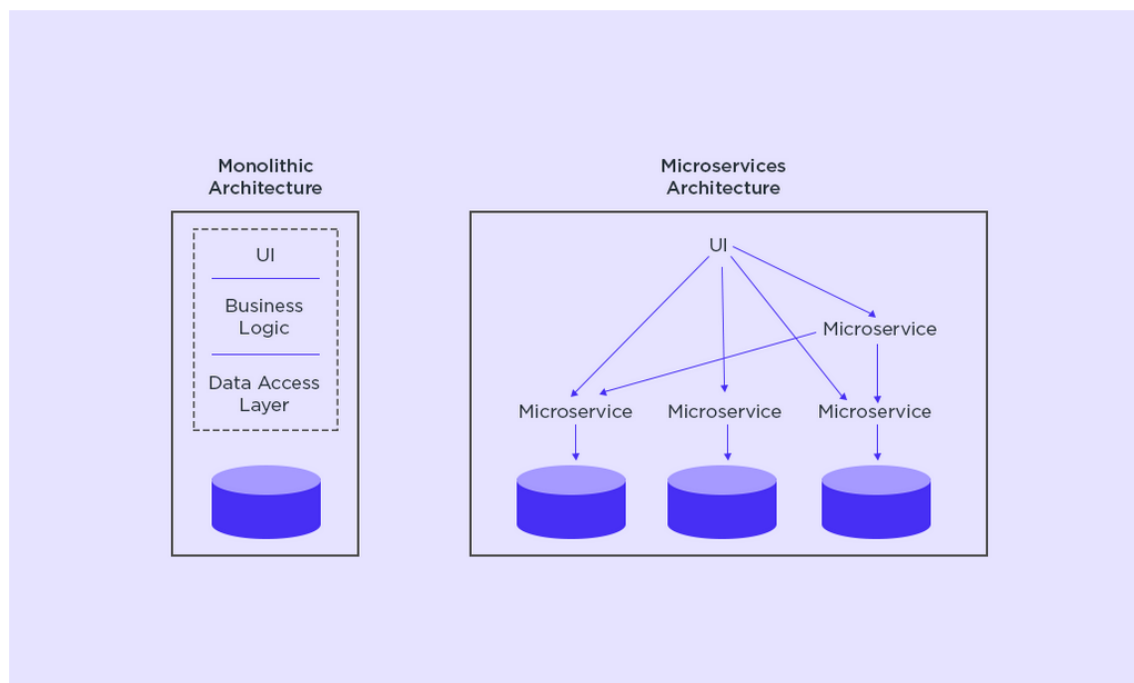 Monolithic
Architecture
UI
Business
Logic
Data Access
Layer
Microservices
Architecture
UI
Microservice
Microservice
Microservice
Microservice